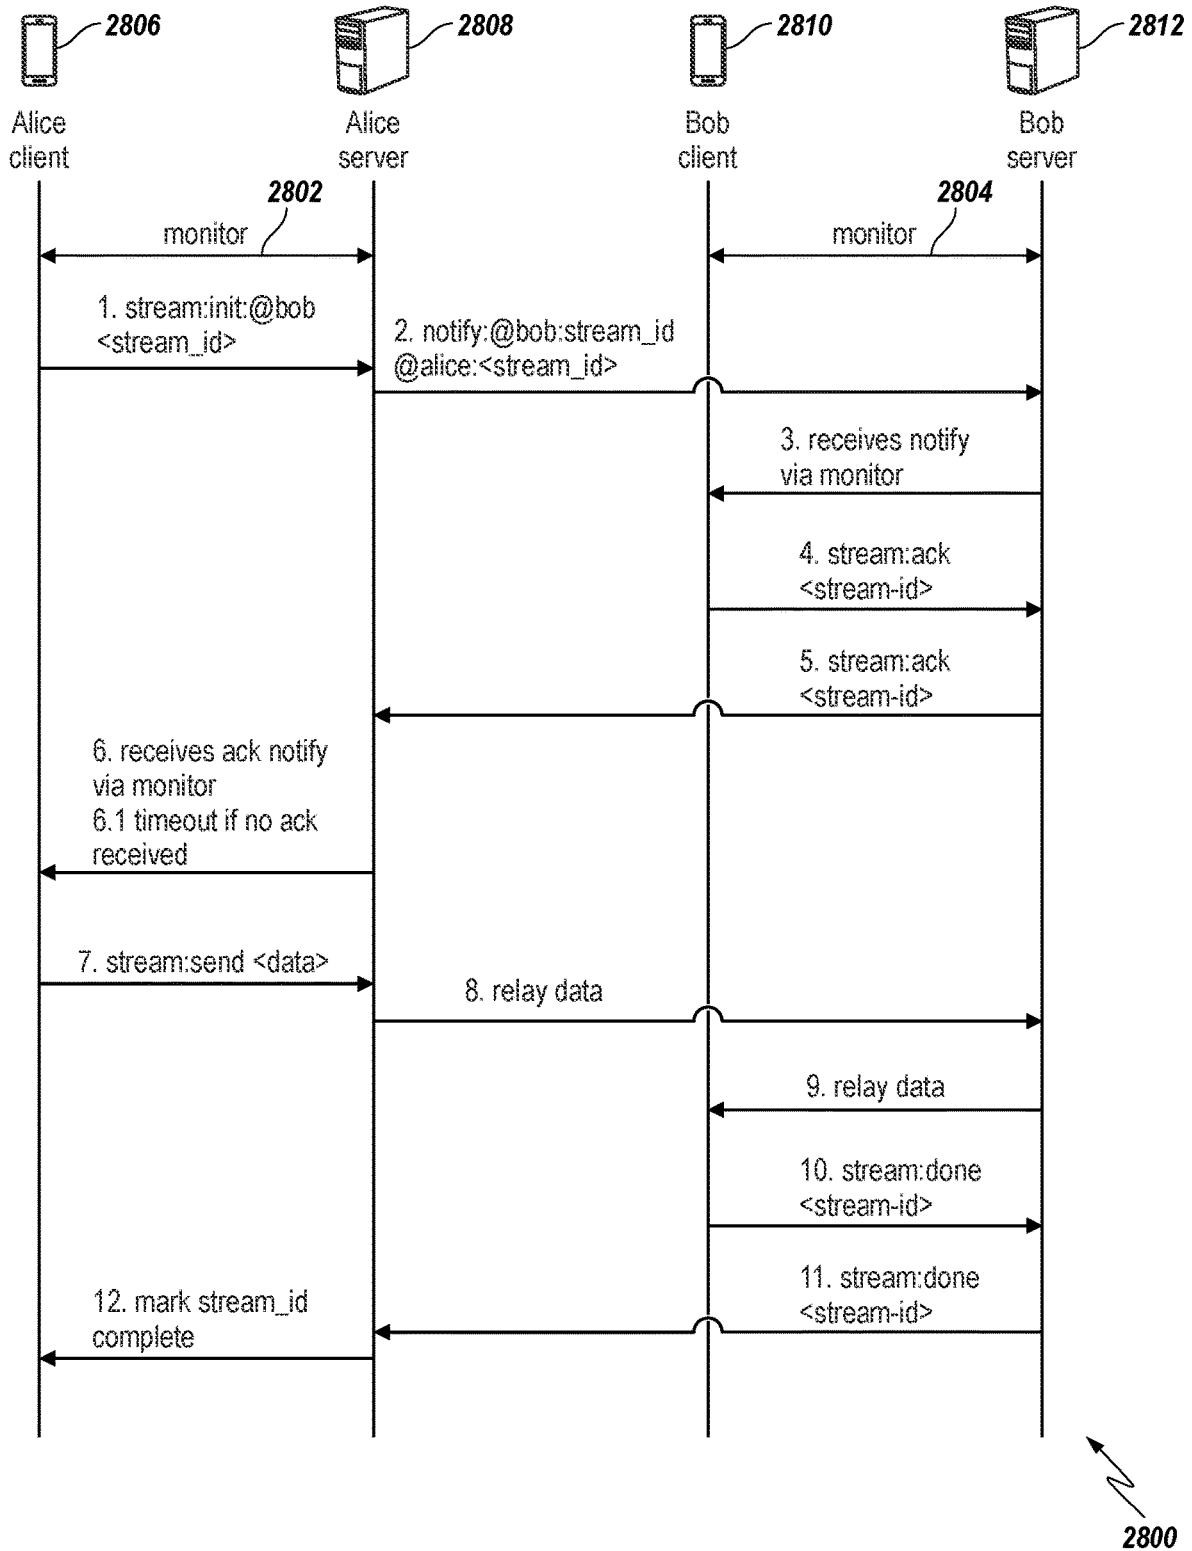 2806
2808
2810
2812
Alice
client
Alice
server
Bob
client
Bob
server
2802
monitor
2804
monitor
1. stream:init:@bob
<stream_id>
2. notify:@bob:stream_id
@alice:<stream_id>
3. receives notify
via monitor
4. stream:ack
<stream-id>
5. stream:ack
<stream-id>
6. receives ack notify
via monitor
6.1 timeout if no ack
received
7. stream:send <data>
8. relay data
9. relay data
10. stream:done
<stream-id>
11. stream:done
<stream-id>
12. mark stream_id
complete
2800